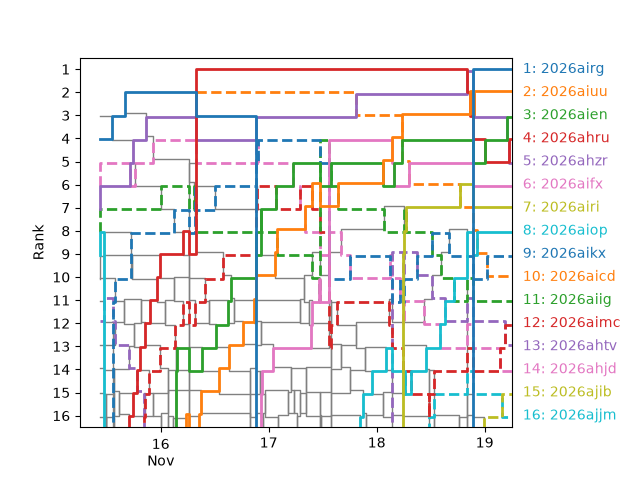 1
2
3
4
5
6
7
8
9
10
11
12
13
14
15
16
Rank
16
Nov
17
18
19
1: 2026airg
2: 2026aiuu
3: 2026aien
4: 2026ahru
5: 2026ahzr
6: 2026aifx
7: 2026airi
8: 2026aiop
9: 2026aikx
10: 2026aicd
11: 2026aiig
12: 2026aimc
13: 2026ahtv
14: 2026ahjd
15: 2026ajib
16: 2026ajjm